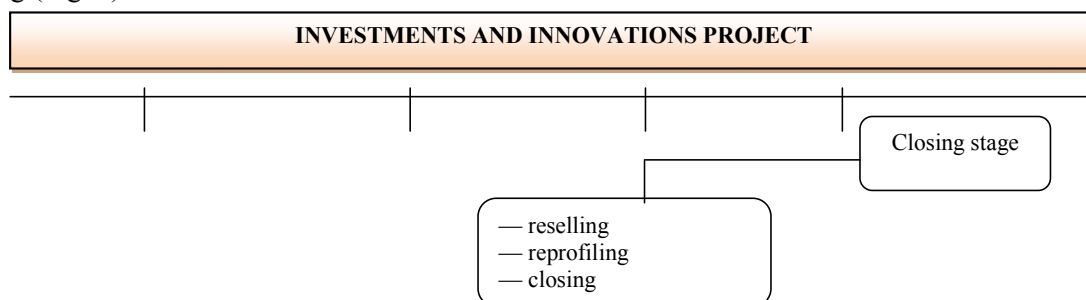 INVESTMENTS AND INNOVATIONS PROJECT
Closing stage
— reselling
— reprofiling
— closing